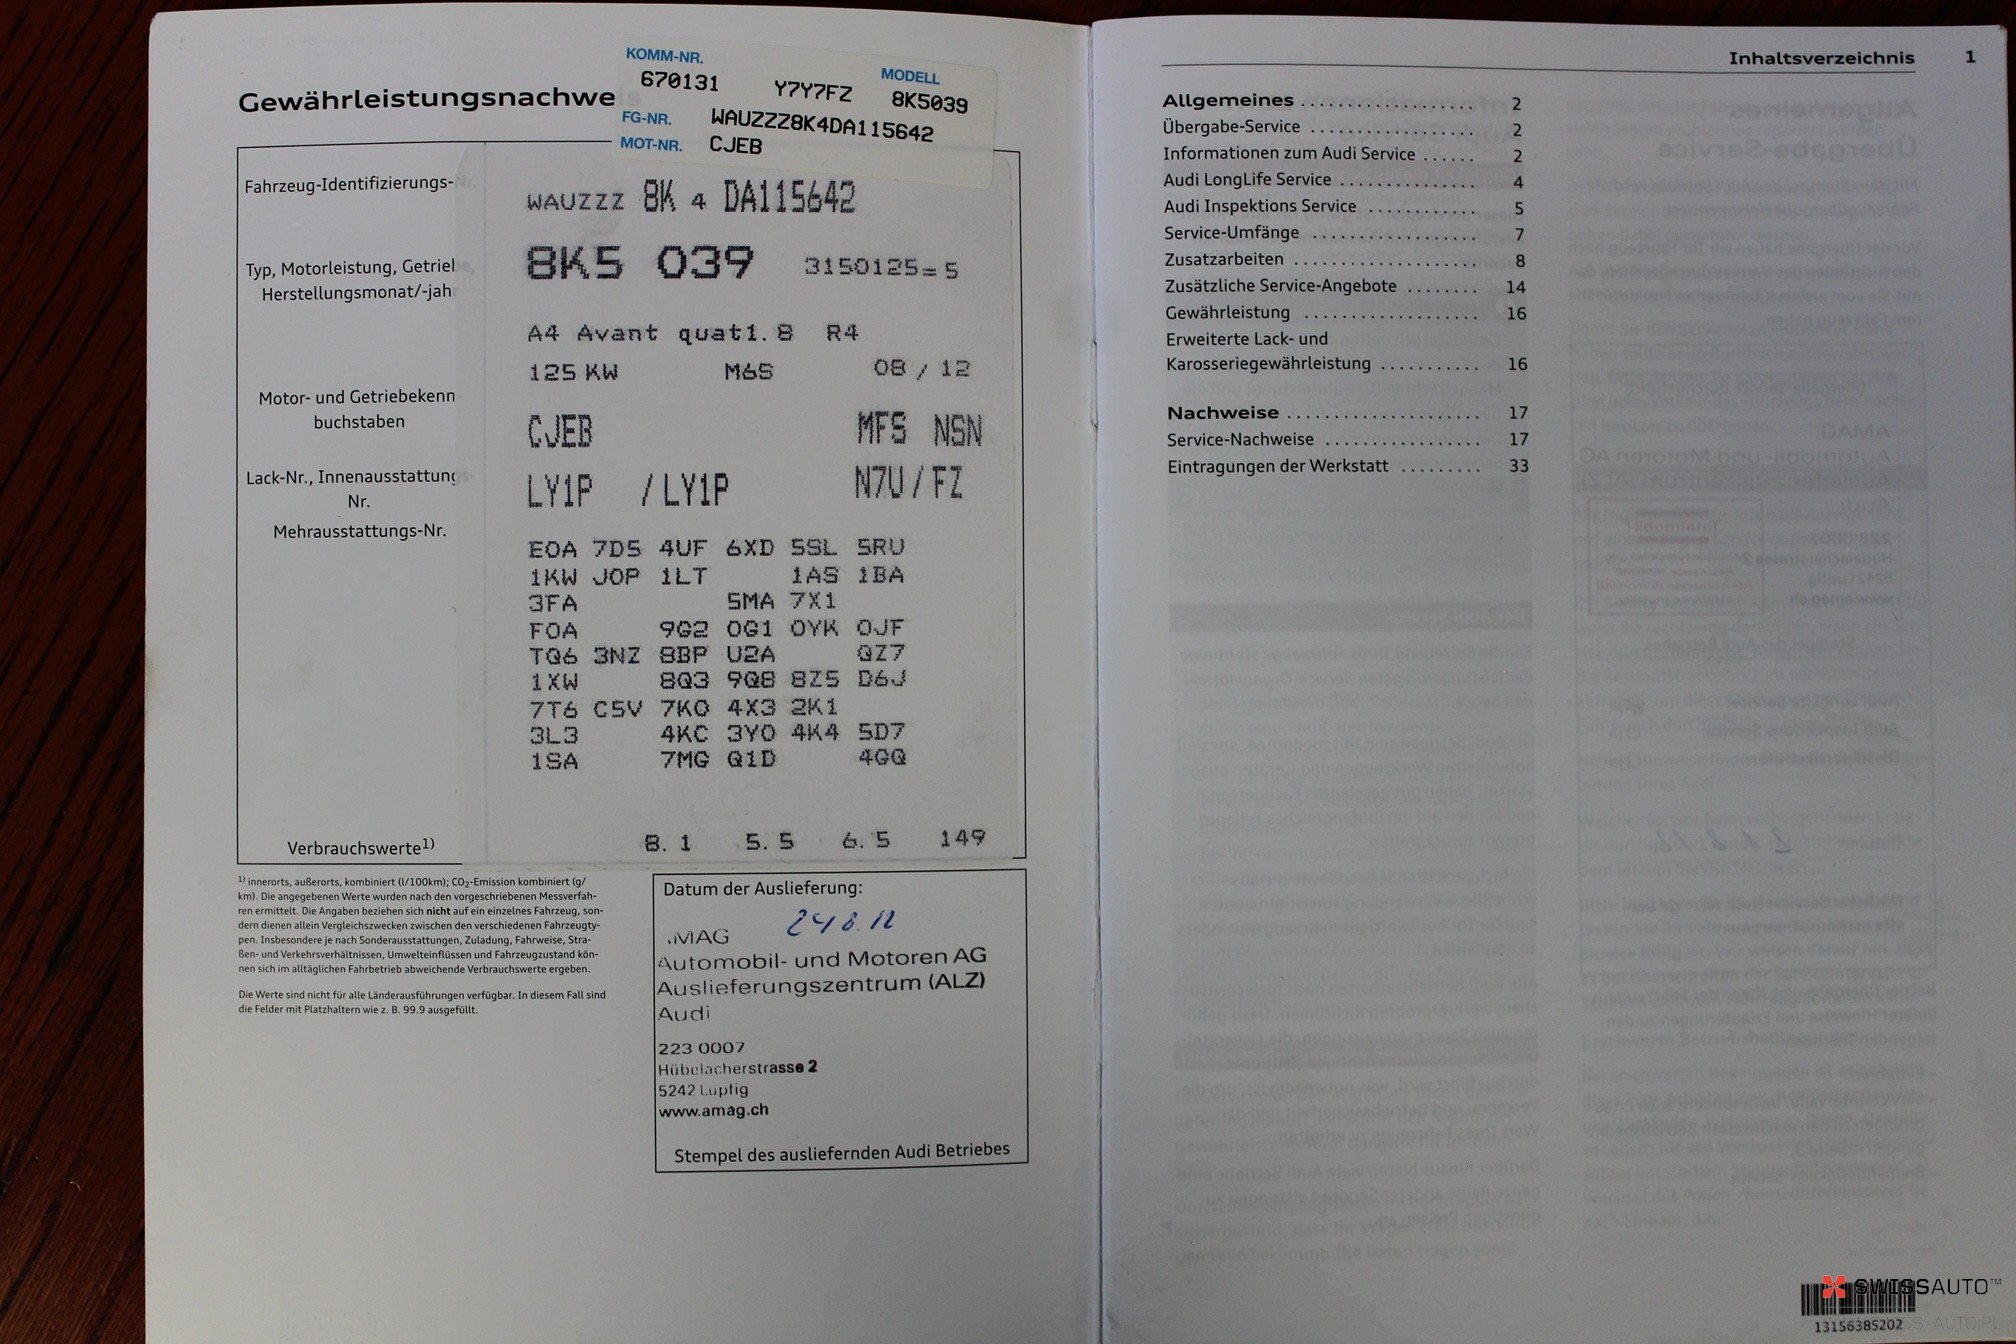 KOMM-NR.
670131 Y7Y7FZ MODELL 8K5039
FG-NR. WAUZZZ8K4DA115642
MOT-NR. CJEB
Gewährleistungsnachwe
Fahrzeug-Identifizierungs-Nr. WAUZZZ 8K 4 DA115642
Typ, Motorleistung, Getriebe, 8K5 039 3150125=5
Herstellungsmonat/-jahr
A4 Avant quat1.8 R4
125 KW M6S 08 / 12
Motor- und Getriebekenn
buchstaben CJEB MFS NSN
Lack-Nr., Innenausstattungs- LY1P / LY1P N7U / FZ
Nr.
Mehrausstattungs-Nr.
E0A 7D5 4UF 6XD 5SL 5RU
1KW J0P 1LT 1AS 1BA
3FA 5MA 7X1
F0A 9G2 0G1 0YK 0JF
TQ6 3NZ 8BP U2A QZ7
1XW 8Q3 9Q8 8Z5 D6J
7T6 C5V 7K0 4X3 2K1
3L3 4KC 3Y0 4K4 5D7
1SA 7MG Q1D 4GQ
Verbrauchswerte1) 8.1 5.5 6.5 149
1) innerorts, außerorts, kombiniert (l/100km); CO2-Emission kombiniert (g/
km). Die angegebenen Werte wurden nach den vorgeschriebenen Messverfah-
ren ermittelt. Die Angaben beziehen sich nicht auf ein einzelnes Fahrzeug, son-
dern dienen allein Vergleichszwecken zwischen den verschiedenen Fahrzeugty-
pen. Insbesondere je nach Sonderausstattungen, Zuladung, Fahrweise, Stra-
ßen- und Verkehrsverhältnissen, Umwelteinflüssen und Fahrzeugzustand kön-
nen sich im alltäglichen Fahrbetrieb abweichende Verbrauchswerte ergeben.
Die Werte sind nicht für alle Länderausführungen verfügbar. In diesem Fall sind
die Felder mit Platzhaltern wie z. B. 99.9 ausgefüllt.
Datum der Auslieferung:
24 8. 12
AMAG
Automobil- und Motoren AG
Auslieferungszentrum (ALZ)
Audi
223 0007
Hübelacherstrasse 2
5242 Lupfig
www.amag.ch
Stempel des ausliefernden Audi Betriebes
Inhaltsverzeichnis 1
Allgemeines . . . . . . . . . . . . . . . . . . 2
Übergabe-Service . . . . . . . . . . . . . . . . . 2
Informationen zum Audi Service . . . . . . 2
Audi LongLife Service . . . . . . . . . . . . . . 4
Audi Inspektions Service . . . . . . . . . . . 5
Service-Umfänge . . . . . . . . . . . . . . . . . 7
Zusatzarbeiten . . . . . . . . . . . . . . . . . . 8
Zusätzliche Service-Angebote . . . . . . . . 14
Gewährleistung . . . . . . . . . . . . . . . . . . 16
Erweiterte Lack- und
Karosseriegewährleistung . . . . . . . . . . . 16
Nachweise . . . . . . . . . . . . . . . . . . . . 17
Service-Nachweise . . . . . . . . . . . . . . . . 17
Eintragungen der Werkstatt . . . . . . . . . 33
SWISSAUTO™
13156385202